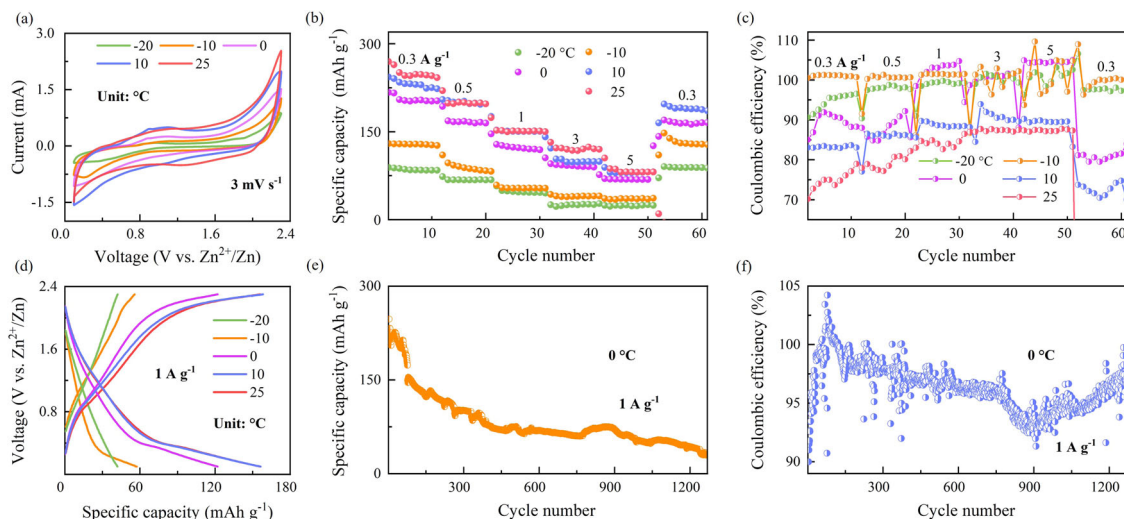 (a)
3.0
1.5
0.0
-1.5
Current (mA)
-20 -10 0
10 25
Unit: °C
3 mV s⁻¹
0.0 0.8 1.6 2.4
Voltage (V vs. Zn²⁺/Zn)
(b)
300
150
0
Specific capacity (mAh g⁻¹)
0.3 A g⁻¹
-20 °C -10
0 10
25
0.5
1
3
5
0.3
10 20 30 40 50 60
Cycle number
(c)
110
100
90
80
70
Coulombic efficiency (%)
0.3 A g⁻¹
0.5
1
3
5
0.3
-20 °C -10
0 10
25
10 20 30 40 50 60
Cycle number
(d)
2.4
1.6
0.8
0.0
Voltage (V vs. Zn²⁺/Zn)
-20
-10
0
10
25
1 A g⁻¹
Unit: °C
0 60 120 180
Specific capacity (mAh g⁻¹)
(e)
300
150
0
Specific capacity (mAh g⁻¹)
0 °C
1 A g⁻¹
300 600 900 1200
Cycle number
(f)
105
100
95
90
Coulombic efficiency (%)
0 °C
1 A g⁻¹
300 600 900 1200
Cycle number